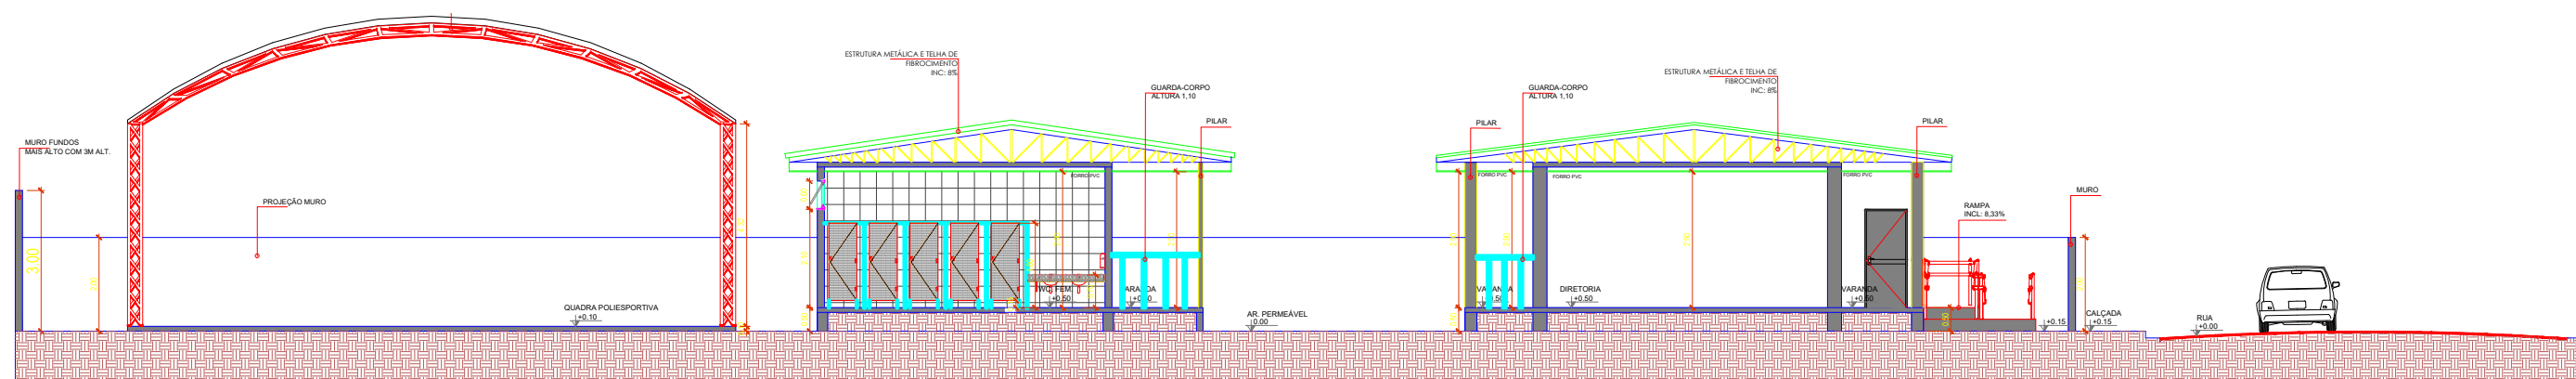 ESTRUTURA METÁLICA E TELHA DE
FIBROCIMENTO
INC: 8%
GUARDA-CORPO
ALTURA 1,10
PILAR
MURO FUNDOS
MAIS ALTO COM 3M ALT.
PROJEÇÃO MURO
3.00
QUADRA POLIESPORTIVA
+0.10
FORRO PVC
WC FEM.
+0.50
AR. PERMEÁVEL
0.00
ESTRUTURA METÁLICA E TELHA DE
FIBROCIMENTO
INC: 8%
GUARDA-CORPO
ALTURA 1,10
PILAR
PILAR
FORRO PVC
FORRO PVC
FORRO PVC
DIRETORIA
+0.50
VARANDA
+0.50
RAMPA
INCL: 8,33%
MURO
+0.15
CALÇADA
+0.15
RUA
+0.00